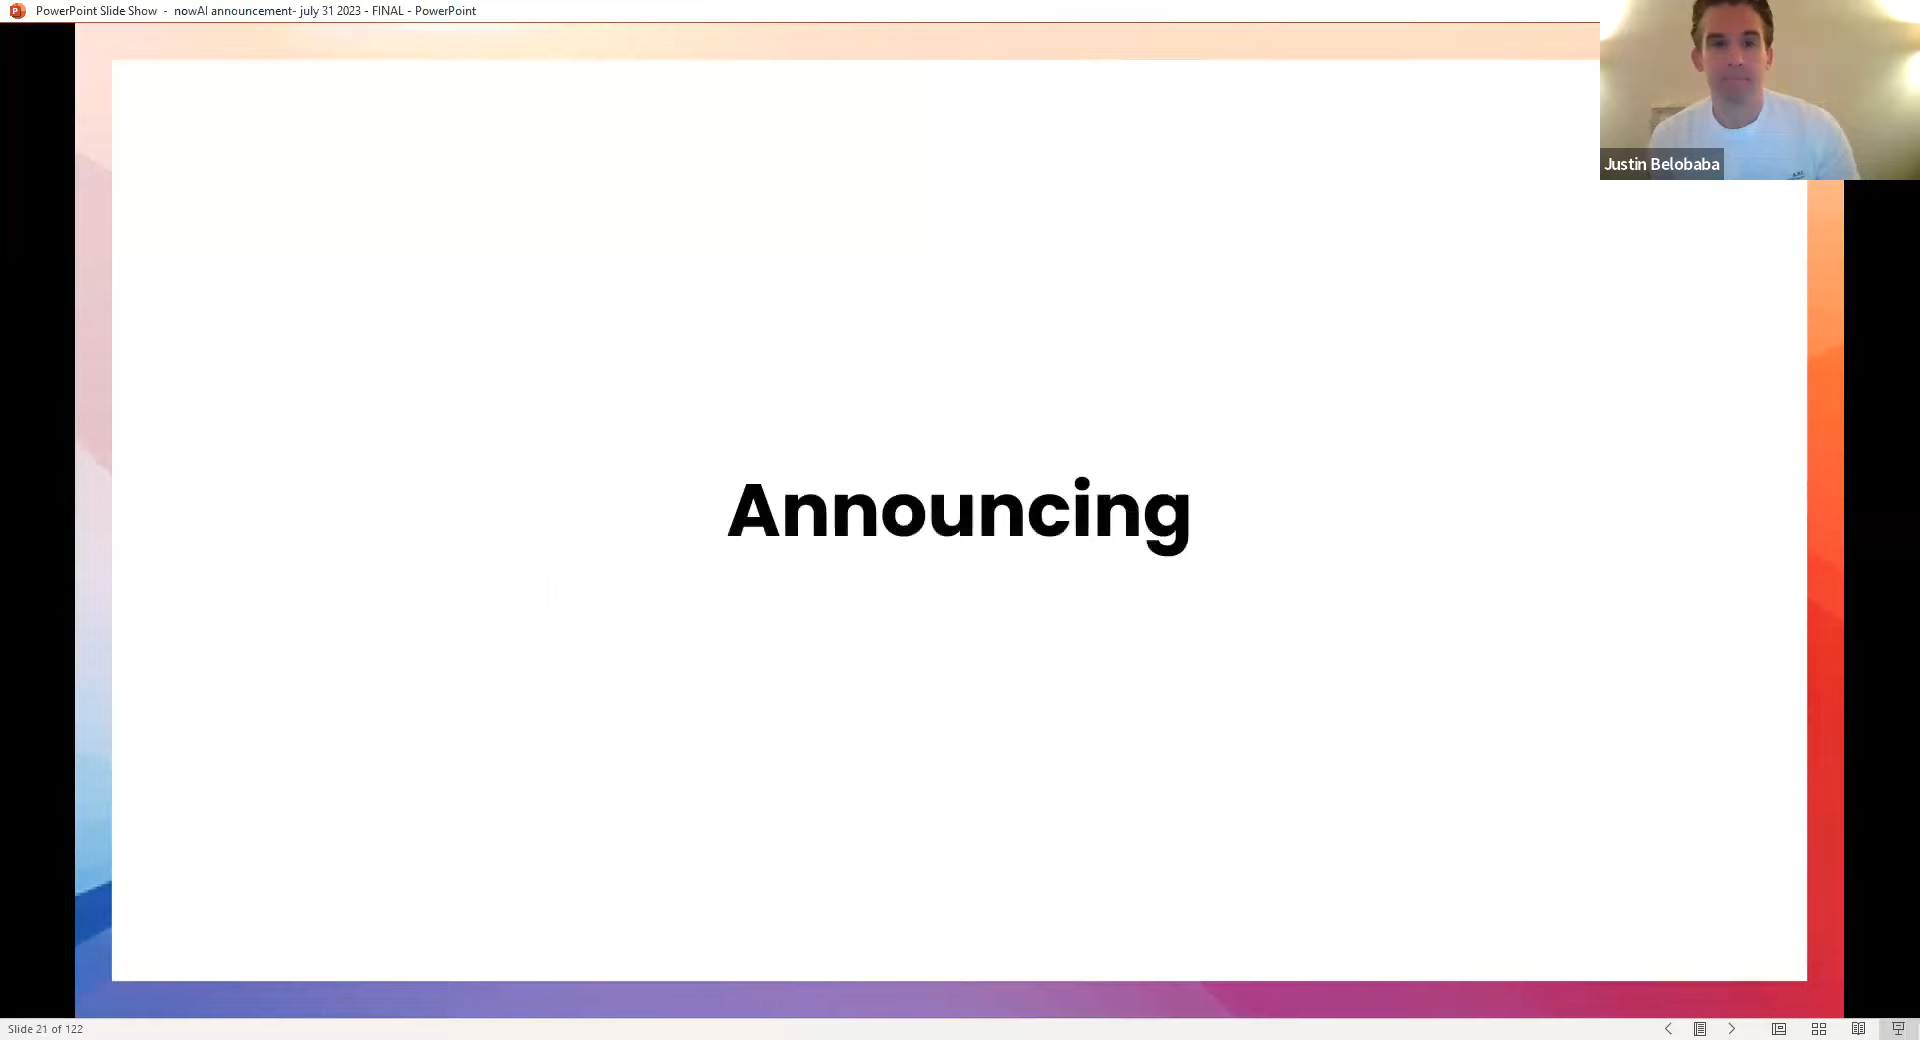 PowerPoint Slide Show - nowAI announcement- july 31 2023 - FINAL - PowerPoint
Justin Belobaba
Announcing
Slide 21 of 122